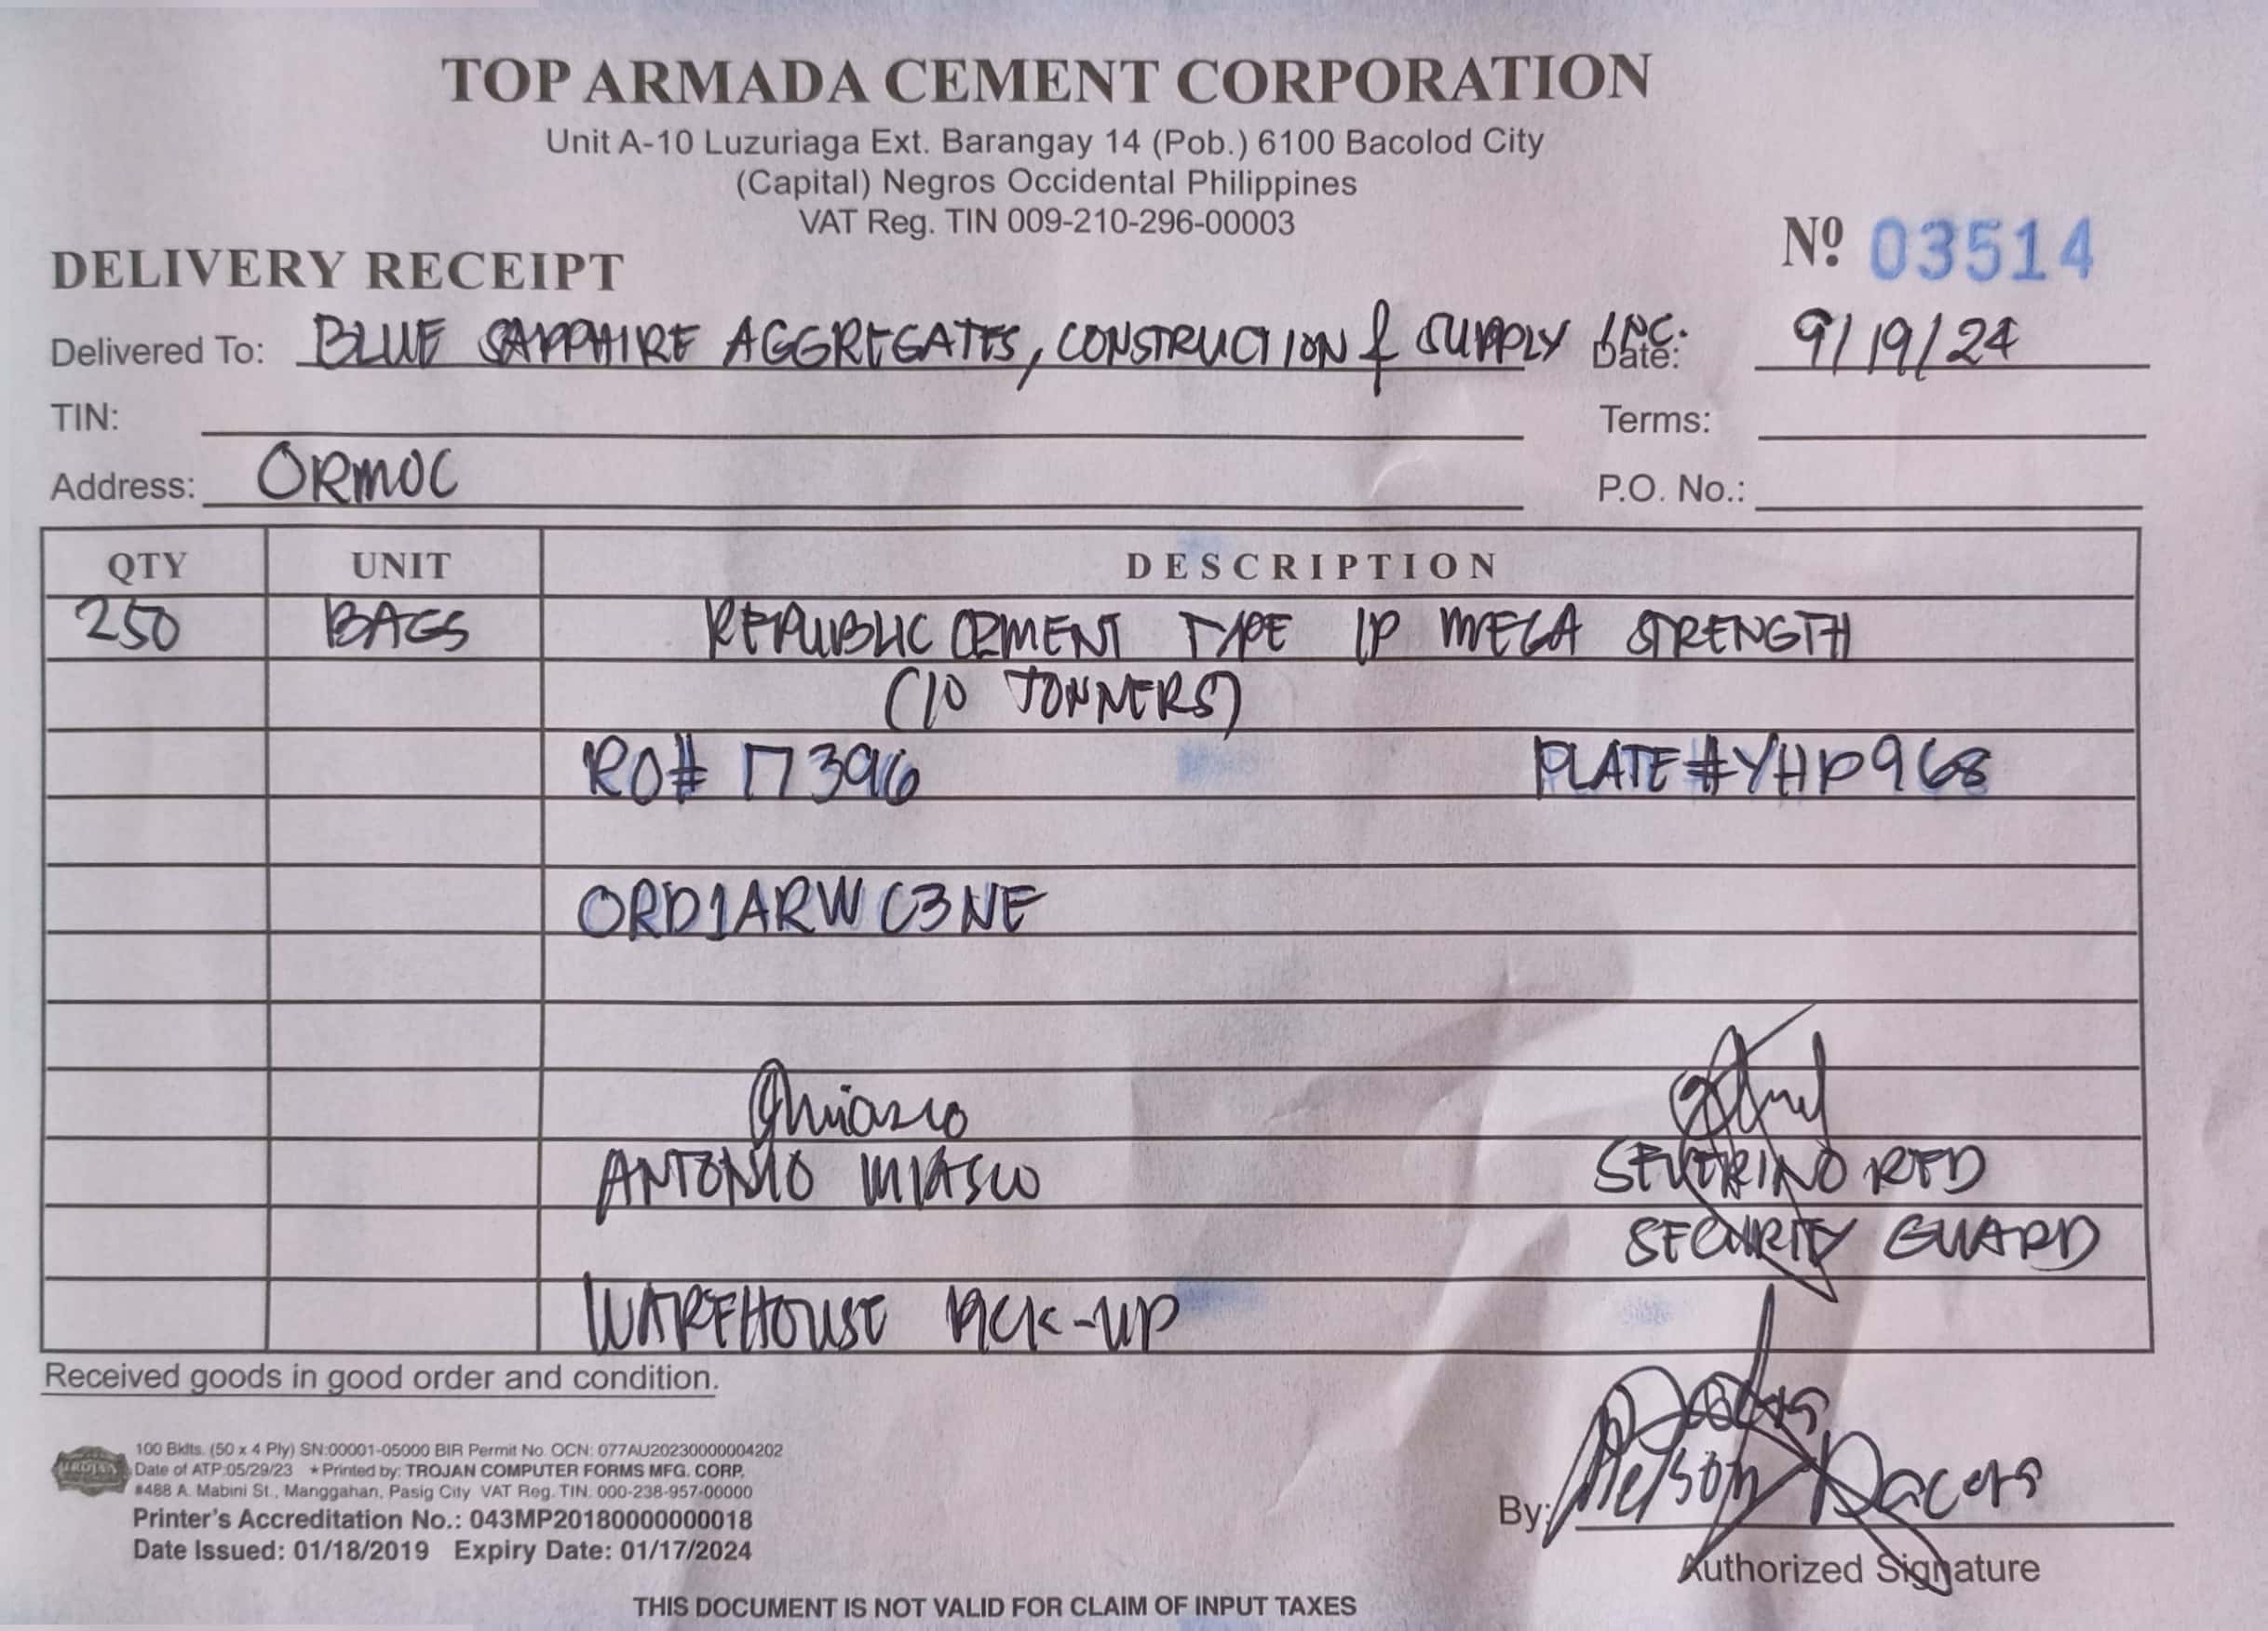 TOP ARMADA CEMENT CORPORATION
Unit A-10 Luzuriaga Ext. Barangay 14 (Pob.) 6100 Bacolod City
(Capital) Negros Occidental Philippines
VAT Reg. TIN 009-210-296-00003
DELIVERY RECEIPT Nº 03514
Delivered To: BLUE SAPPHIRE AGGREGATES, CONSTRUCTION & SUPPLY INC. Date: 9/19/24
TIN: Terms:
Address: ORMOC P.O. No.:
QTY UNIT DESCRIPTION
250 BAGS REPUBLIC CEMENT TYPE 1P MEGA STRENGTH
(10 TONNERS)
RO# 17396 PLATE #YHP968
ORD1ARWC3NE
ANTONIO MIASCO SEVERINO
SECURITY GUARD
WAREHOUSE PICK-UP
Received goods in good order and condition.
TROJAN
100 Bklts. (50 x 4 Ply) SN:00001-05000 BIR Permit No. OCN: 077AU20230000004202
Date of ATP:05/29/23 ★Printed by: TROJAN COMPUTER FORMS MFG. CORP.
#488 A. Mabini St., Manggahan, Pasig City VAT Reg. TIN. 000-238-957-00000
Printer's Accreditation No.: 043MP20180000000018
Date Issued: 01/18/2019 Expiry Date: 01/17/2024
By: Nelson Dacers
Authorized Signature
THIS DOCUMENT IS NOT VALID FOR CLAIM OF INPUT TAXES